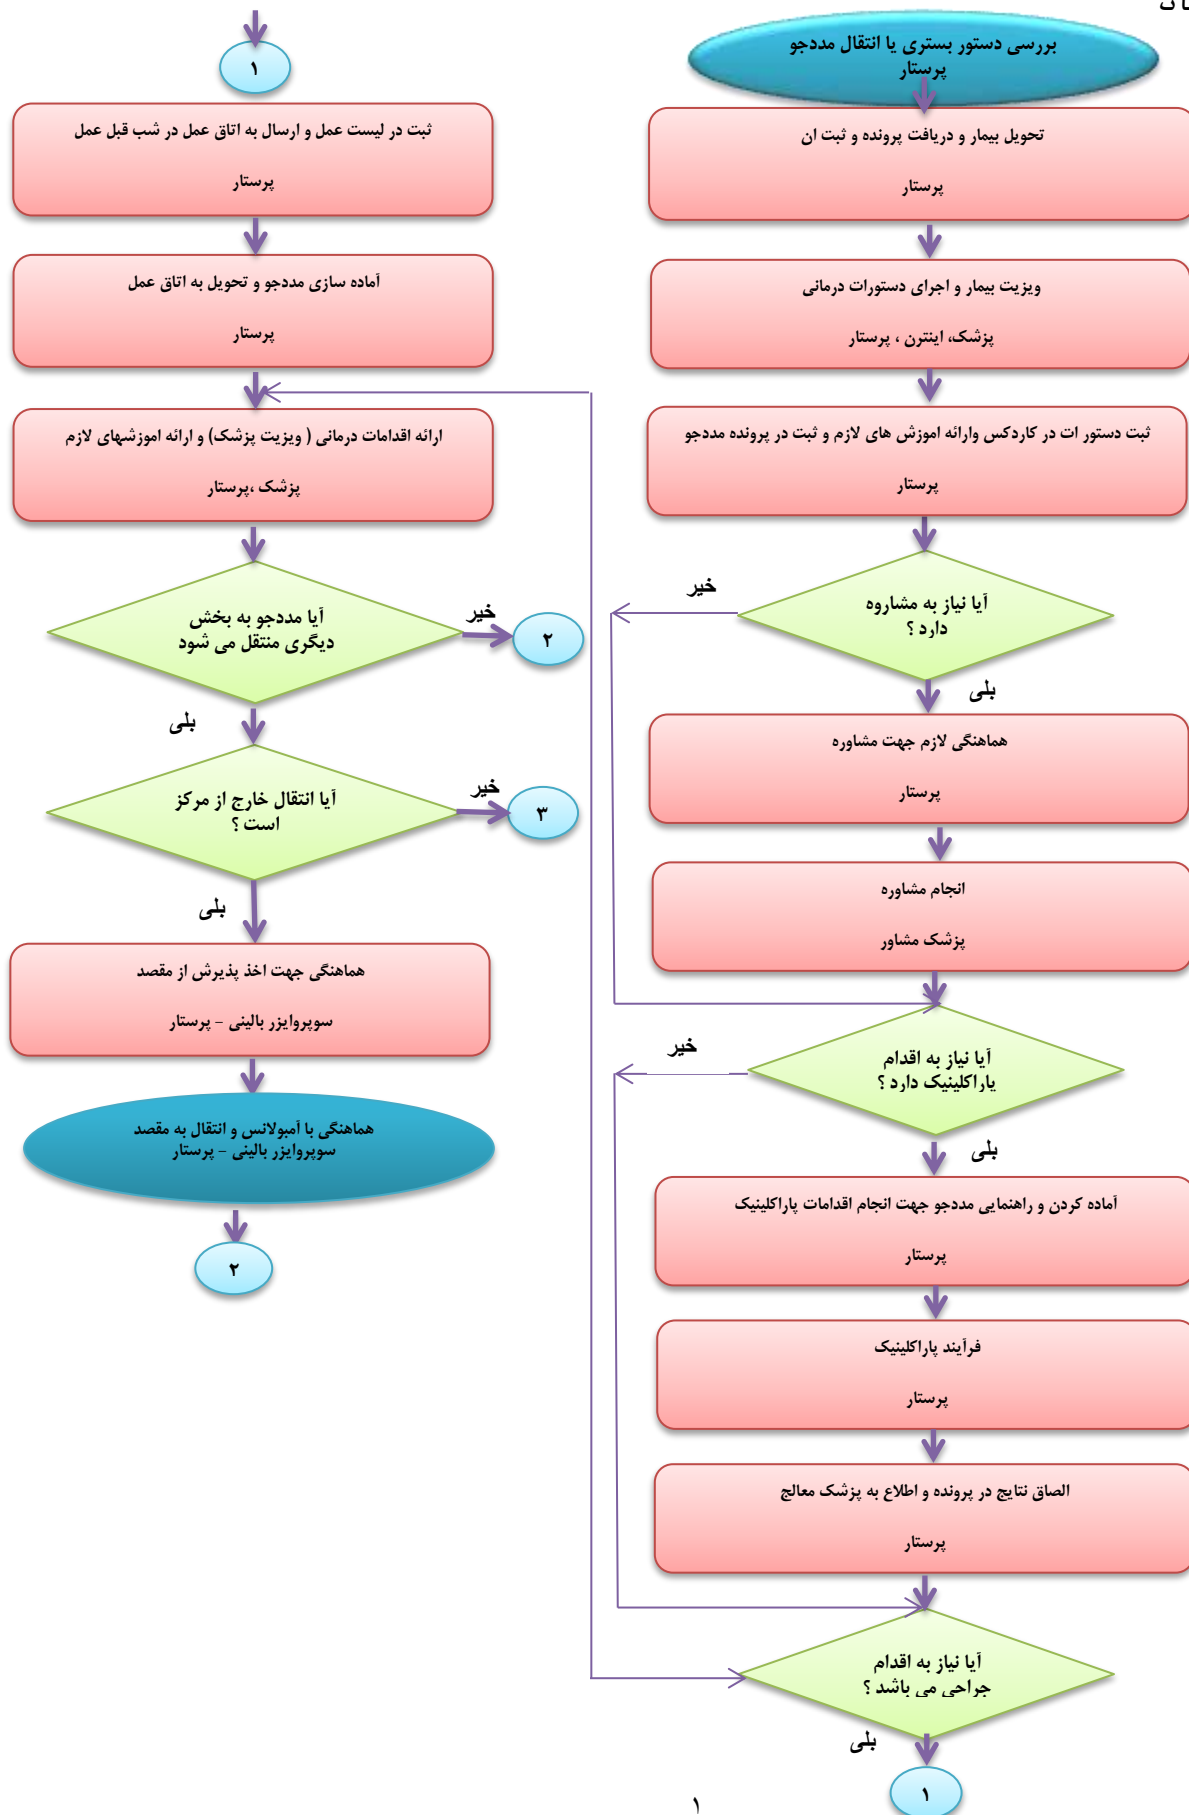 بررسی دستور بستری یا انتقال مددجو
پرستار
تحویل بیمار و دریافت پرونده و ثبت ان
پرستار
ویزیت بیمار و اجرای دستورات درمانی
پزشک، اینترن ، پرستار
ثبت دستور ات در کاردکس وارائه اموزش های لازم و ثبت در پرونده مددجو
پرستار
آیا نیاز به مشاروه
دارد ؟
خیر
بلی
هماهنگی لازم جهت مشاوره
پرستار
انجام مشاوره
پزشک مشاور
آیا نیاز به اقدام
پاراکلینیک دارد ؟
خیر
بلی
آماده کردن و راهنمایی مددجو جهت انجام اقدامات پاراکلینیک
پرستار
فرآیند پاراکلینیک
پرستار
الصاق نتایج در پرونده و اطلاع به پزشک معالج
پرستار
آیا نیاز به اقدام
جراحی می باشد ؟
بلی
۱
۱
۱
ثبت در لیست عمل و ارسال به اتاق عمل در شب قبل عمل
پرستار
آماده سازی مددجو و تحویل به اتاق عمل
پرستار
ارائه اقدامات درمانی ( ویزیت پزشک) و ارائه اموزشهای لازم
پزشک ،پرستار
آیا مددجو به بخش
دیگری منتقل می شود
خیر
۲
بلی
آیا انتقال خارج از مرکز
است ؟
خیر
۳
بلی
هماهنگی جهت اخذ پذیرش از مقصد
سوپروایزر بالینی – پرستار
هماهنگی با آمبولانس و انتقال به مقصد
سوپروایزر بالینی – پرستار
۲